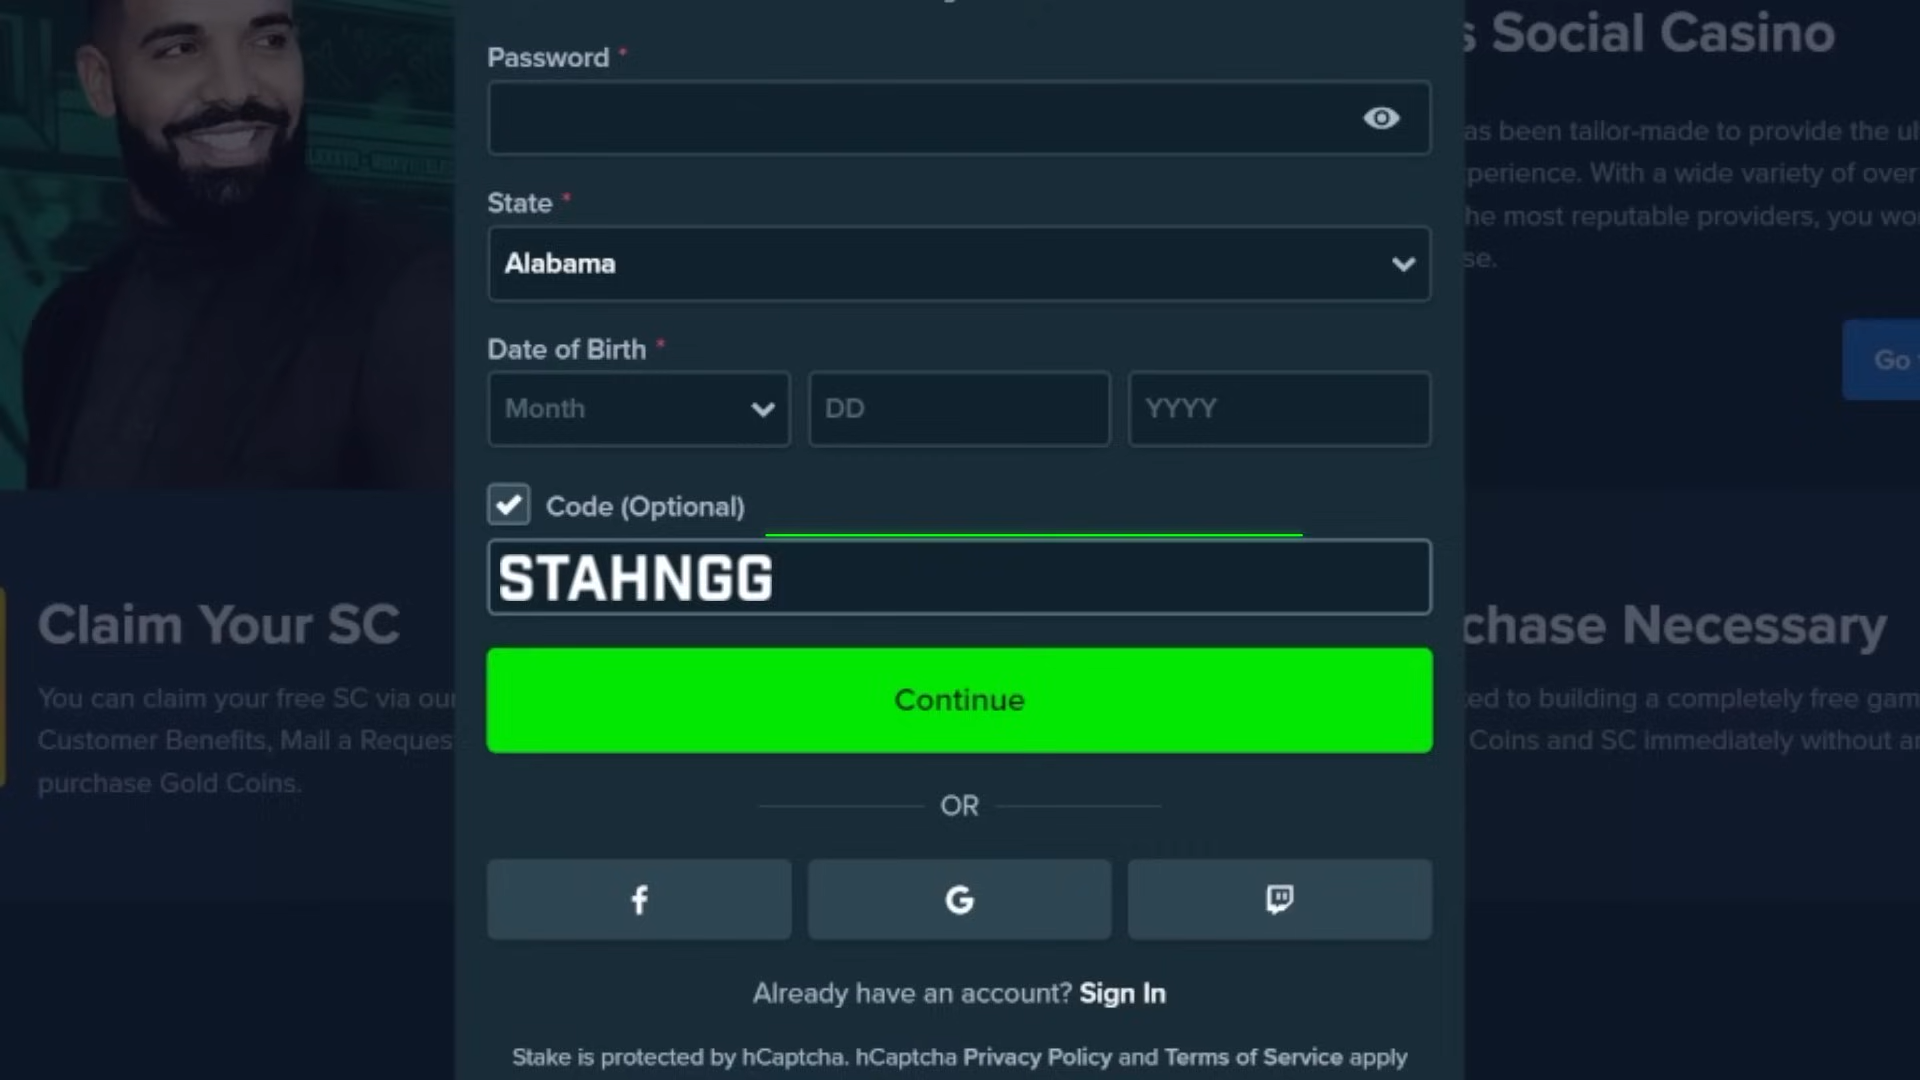 Password *
State *
Alabama
Date of Birth *
Month
DD
YYYY
Code (Optional)
STAHNGG
Continue
OR
Already have an account? Sign In
Stake is protected by hCaptcha. hCaptcha Privacy Policy and Terms of Service apply
Claim Your SC
You can claim your free SC via our
Customer Benefits, Mail a Reques
purchase Gold Coins.
s Social Casino
as been tailor-made to provide the ul
perience. With a wide variety of over
he most reputable providers, you wo
se.
Go
chase Necessary
ed to building a completely free gam
Coins and SC immediately without an